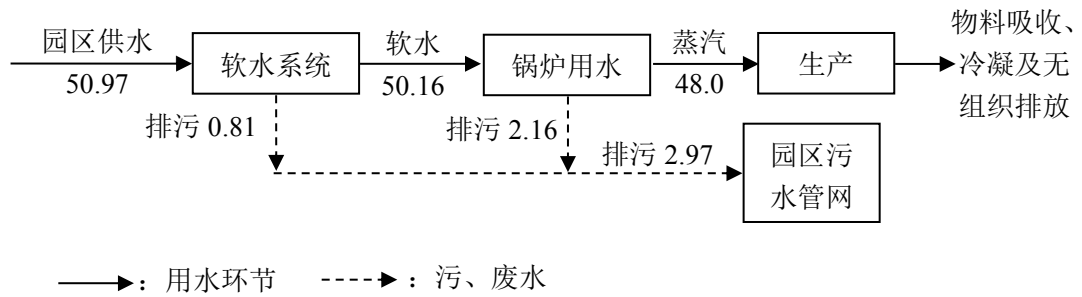 园区供水
50.97
软水系统
软水
50.16
锅炉用水
蒸汽
48.0
生产
物料吸收、
冷凝及无
组织排放
排污 0.81
排污 2.16
排污 2.97
园区污
水管网
：用水环节
：污、废水